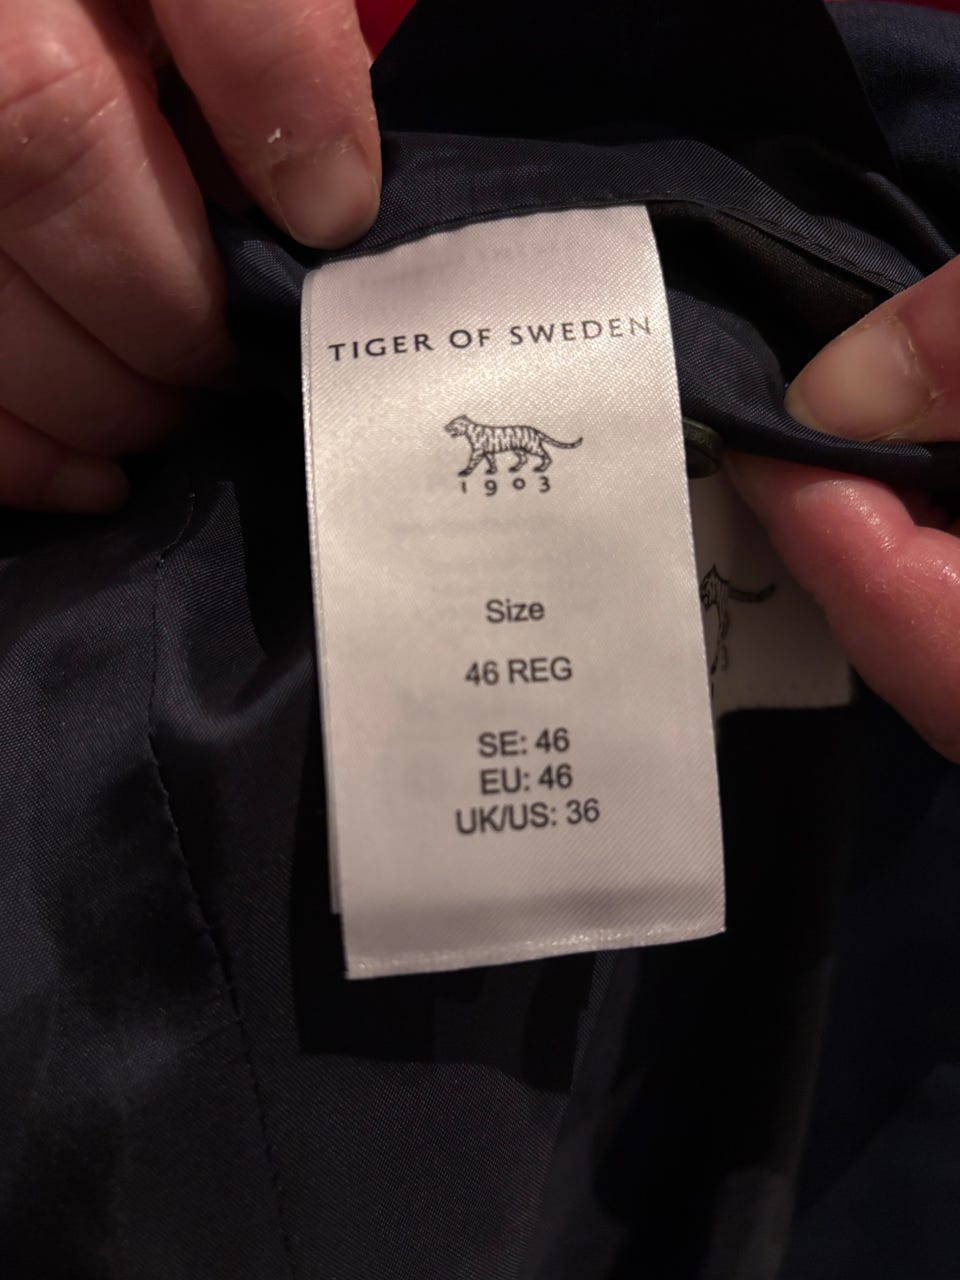 TIGER OF SWEDEN
1903
Size
46 REG
SE: 46
EU: 46
UK/US: 36